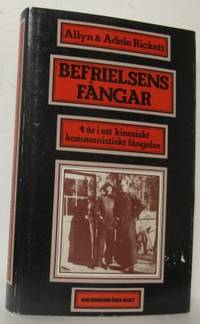 Allyn & Adele Rickett
BEFRIELSENS
FÅNGAR
4 år i ett kinesiskt
kommunistiskt fängelse